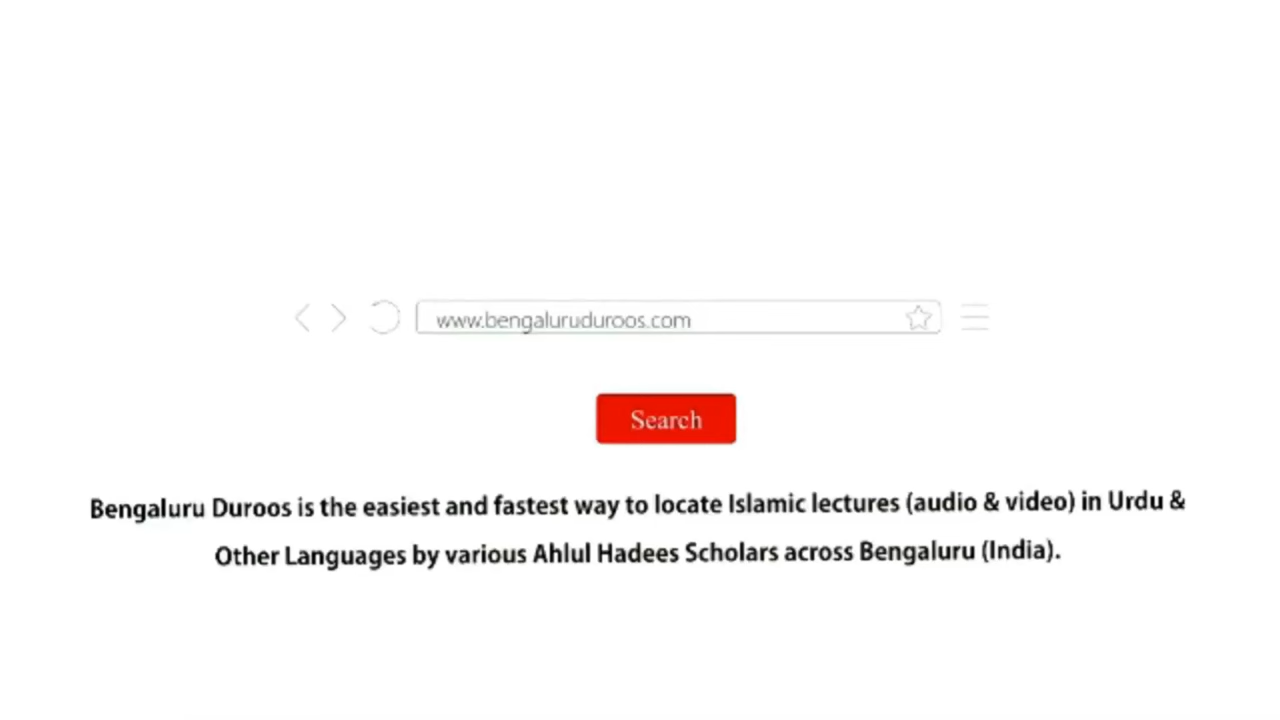 www.bengaluruduroos.com
Search
Bengaluru Duroos is the easiest and fastest way to locate Islamic lectures (audio & video) in Urdu &
Other Languages by various Ahlul Hadees Scholars across Bengaluru (India).